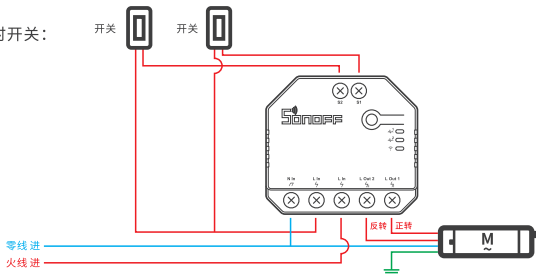 开关：
开关
开关
S2
S1
SONOFF
N In
L In
L In
L Out 2
L Out 1
反转
正转
M
~
零线 进
火线 进